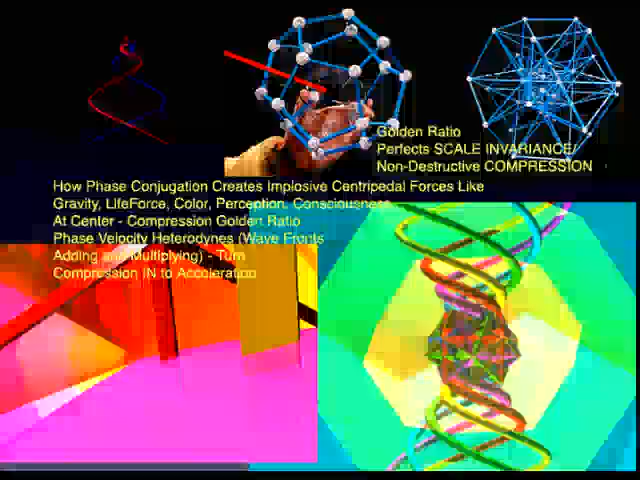 Golden Ratio
Perfects SCALE INVARIANCE/
Non-Destructive COMPRESSION
How Phase Conjugation Creates Implosive Centripedal Forces Like
Gravity, LifeForce, Color, Perception, Consciousness
At Center - Compression Golden Ratio
Phase Velocity Heterodynes (Wave Fronts
Adding and Multiplying) - Turn
Compression IN to Acceleration